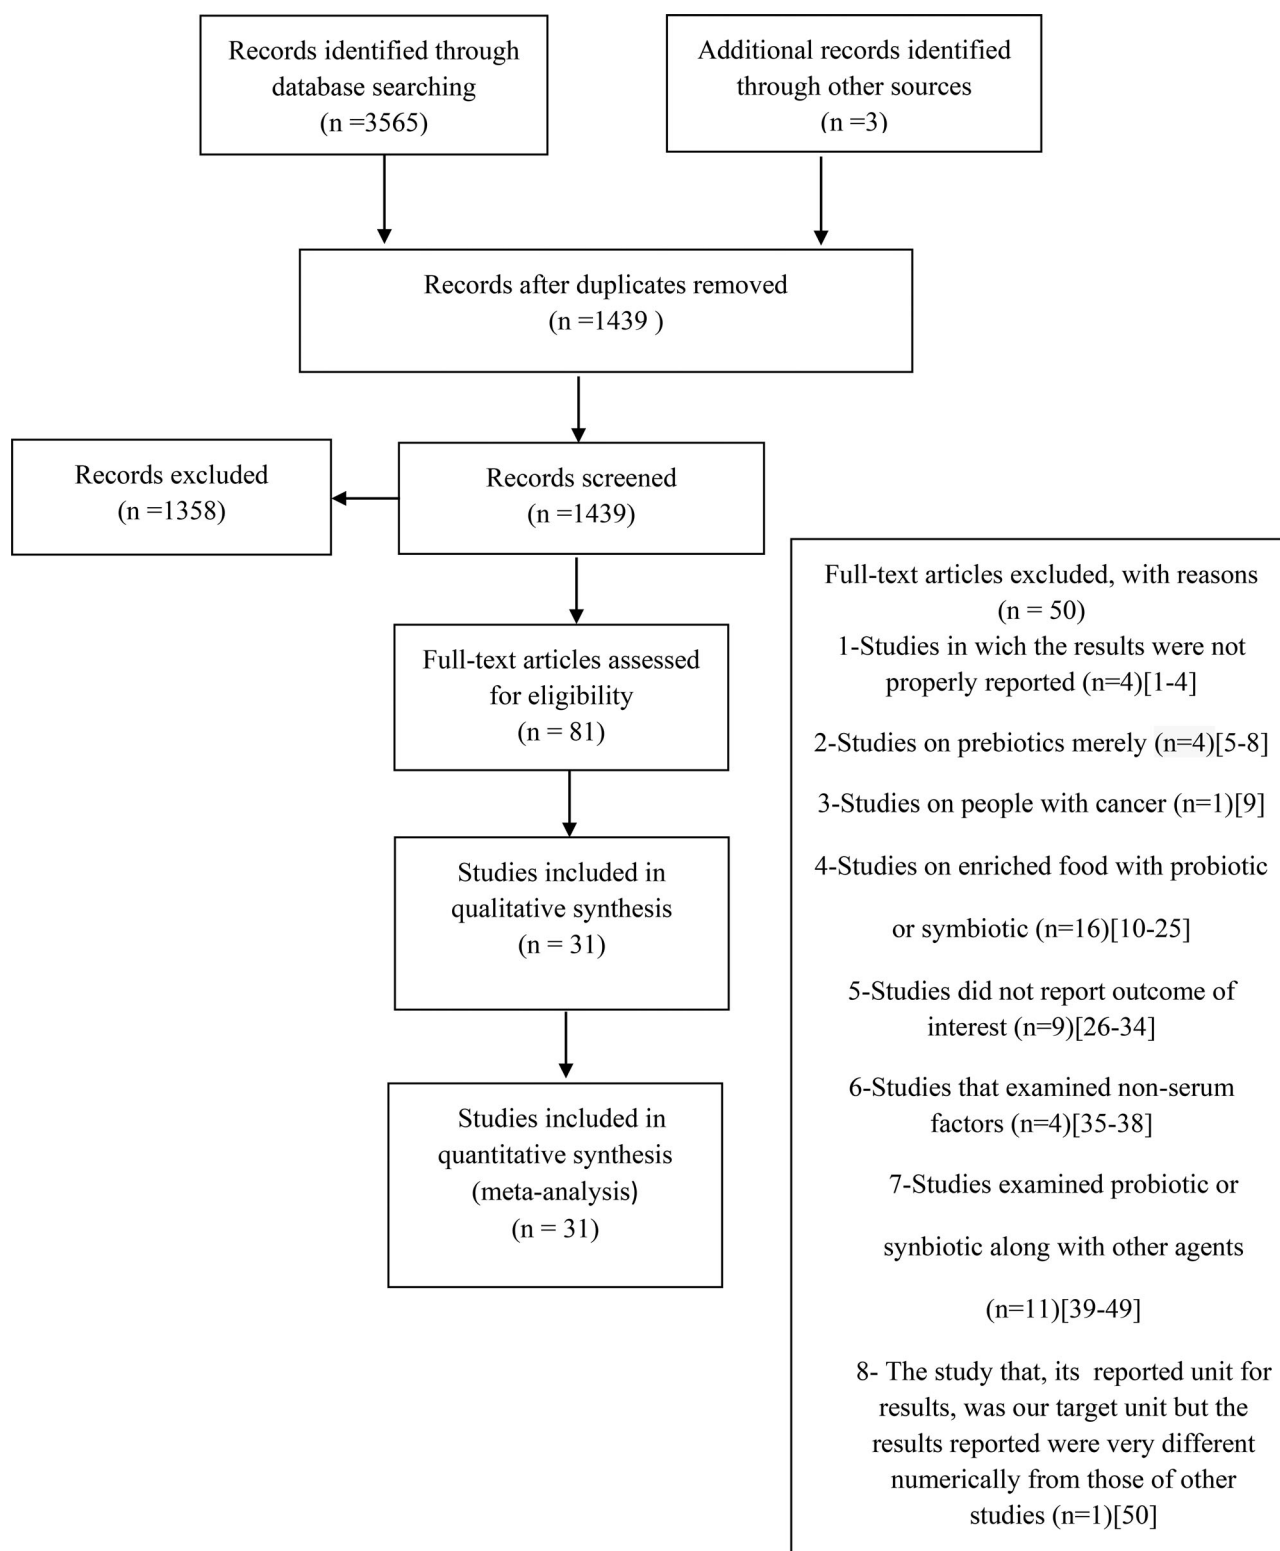 Records identified through
database searching
(n =3565)
Additional records identified
through other sources
(n =3)
Records after duplicates removed
(n =1439 )
Records excluded
(n =1358)
Records screened
(n =1439)
Full-text articles assessed
for eligibility
(n = 81)
Studies included in
qualitative synthesis
(n = 31)
Studies included in
quantitative synthesis
(meta-analysis)
(n = 31)
Full-text articles excluded, with reasons
(n = 50)
1-Studies in wich the results were not
properly reported (n=4)[1-4]
2-Studies on prebiotics merely (n=4)[5-8]
3-Studies on people with cancer (n=1)[9]
4-Studies on enriched food with probiotic
or symbiotic (n=16)[10-25]
5-Studies did not report outcome of
interest (n=9)[26-34]
6-Studies that examined non-serum
factors (n=4)[35-38]
7-Studies examined probiotic or
synbiotic along with other agents
(n=11)[39-49]
8- The study that, its reported unit for
results, was our target unit but the
results reported were very different
numerically from those of other
studies (n=1)[50]